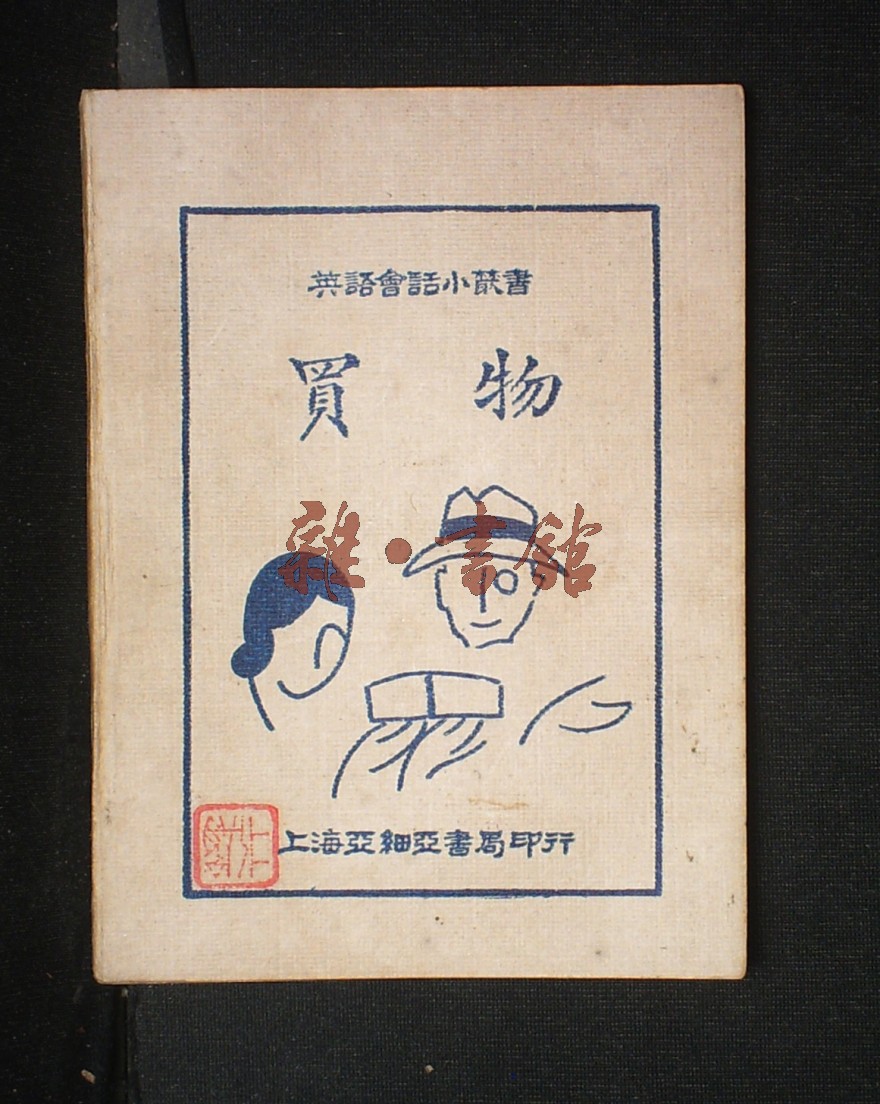 英語會話小叢書
買物
雜·書館
上海亞細亞書局印行